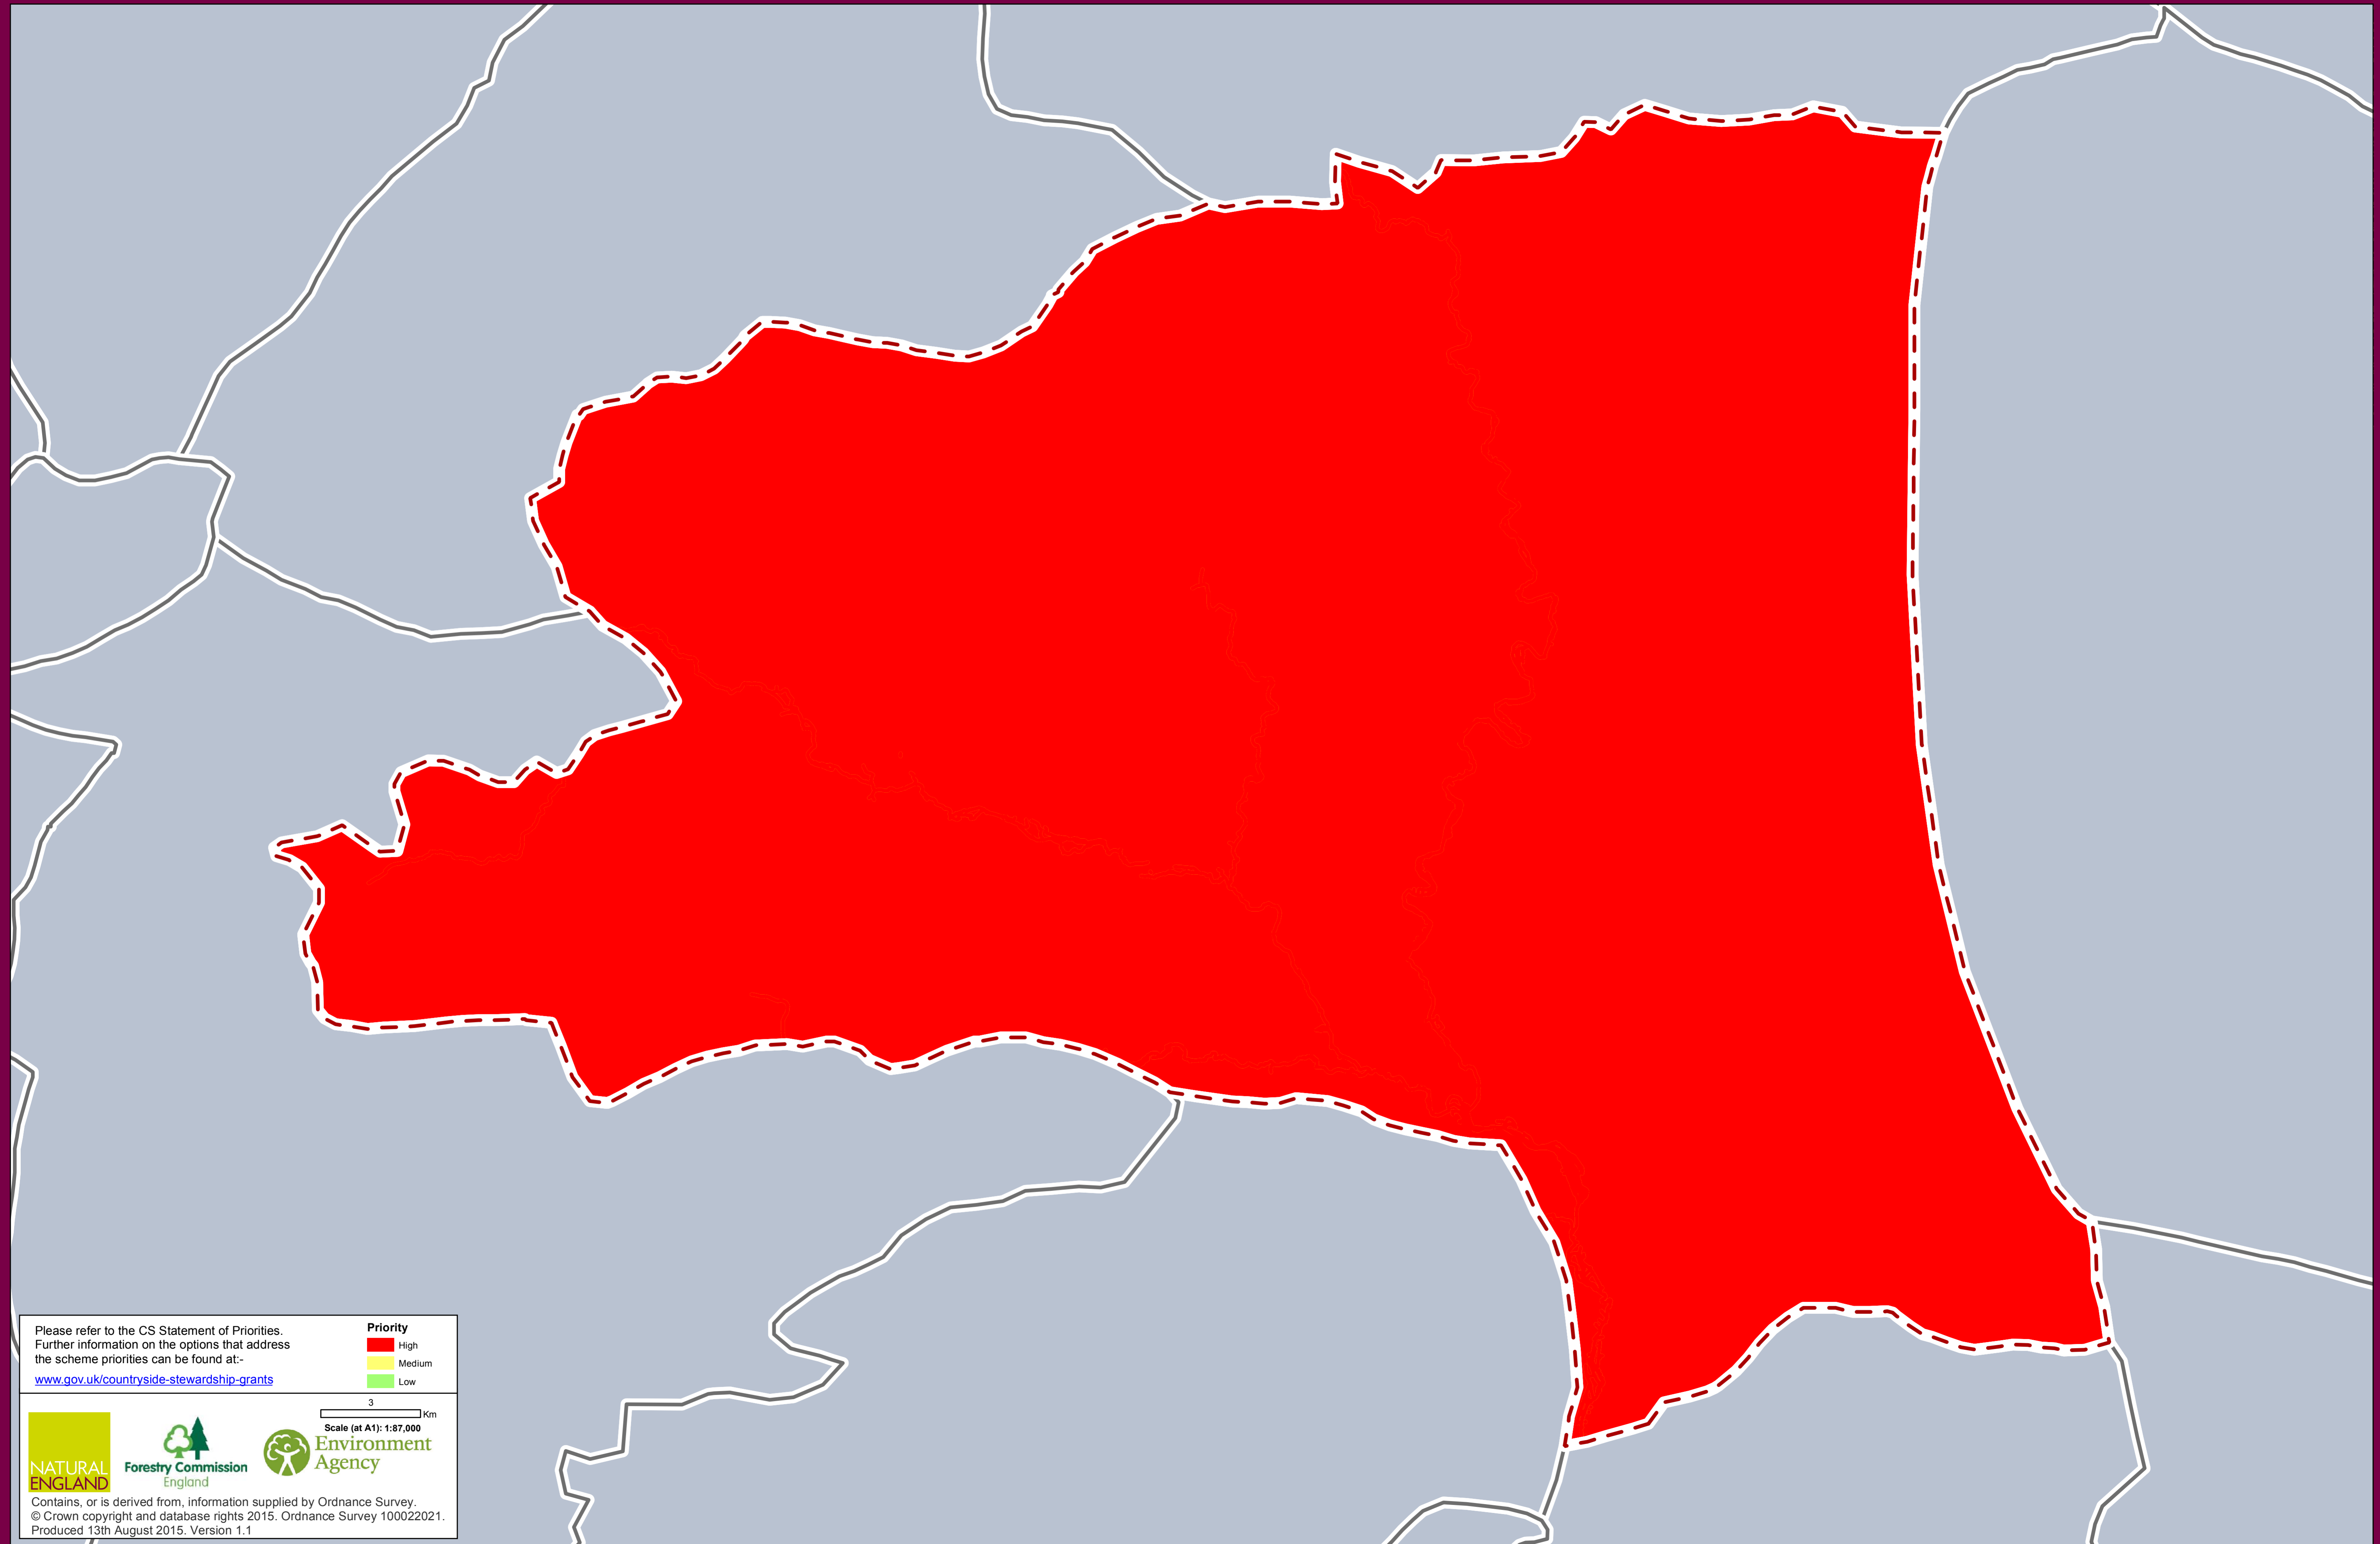 Please refer to the CS Statement of Priorities.
Further information on the options that address
the scheme priorities can be found at:-
www.gov.uk/countryside-stewardship-grants
Priority
High
Medium
Low
3
Km
Scale (at A1): 1:87,000
NATURAL
ENGLAND
Forestry Commission
England
Environment
Agency
Contains, or is derived from, information supplied by Ordnance Survey.
© Crown copyright and database rights 2015. Ordnance Survey 100022021.
Produced 13th August 2015. Version 1.1